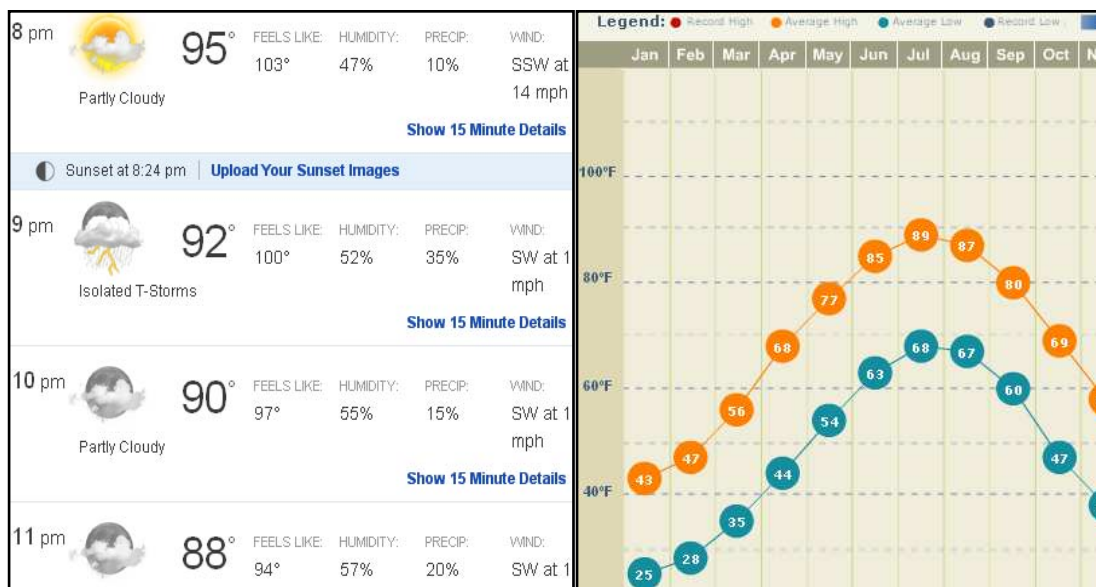 8 pm
95°
FEELS LIKE: HUMIDITY: PRECIP: WIND:
103° 47% 10% SSW at
14 mph
Partly Cloudy
Show 15 Minute Details
Sunset at 8:24 pm | Upload Your Sunset Images
9 pm
92°
FEELS LIKE: HUMIDITY: PRECIP: WIND:
100° 52% 35% SW at 1
mph
Isolated T-Storms
Show 15 Minute Details
10 pm
90°
FEELS LIKE: HUMIDITY: PRECIP: WIND:
97° 55% 15% SW at 1
mph
Partly Cloudy
Show 15 Minute Details
11 pm
88°
FEELS LIKE: HUMIDITY: PRECIP: WIND:
94° 57% 20% SW at 1
Legend: Record High Average High Average Low Record Low
Jan Feb Mar Apr May Jun Jul Aug Sep Oct N
100°F
80°F
60°F
40°F
43 47 56 68 77 85 89 87 80 69
25 28 35 44 54 63 68 67 60 47